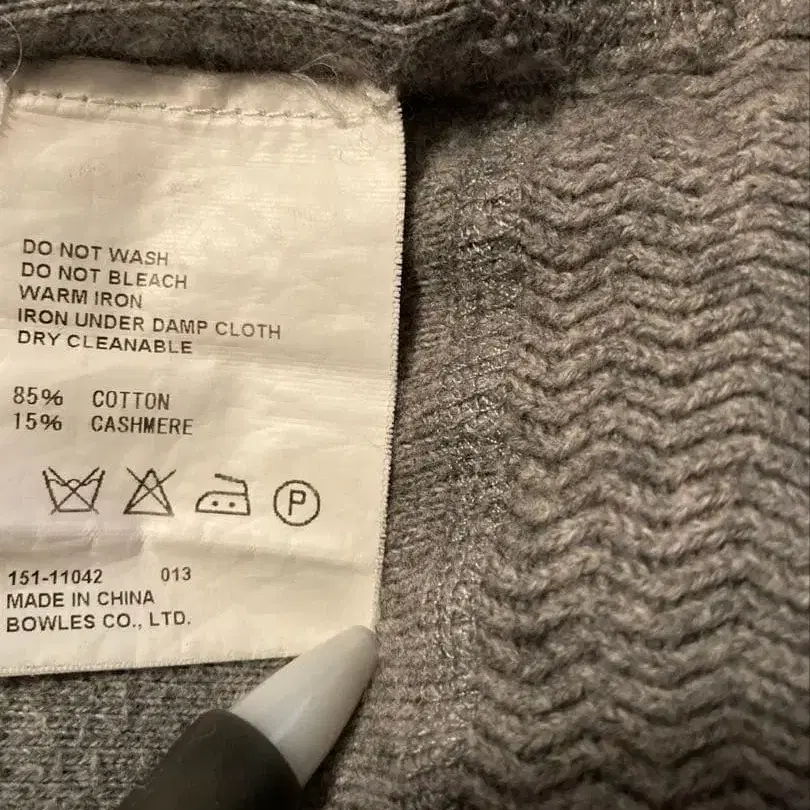 DO NOT WASH
DO NOT BLEACH
WARM IRON
IRON UNDER DAMP CLOTH
DRY CLEANABLE
85% COTTON
15% CASHMERE
P
151-11042 013
MADE IN CHINA
BOWLES CO., LTD.